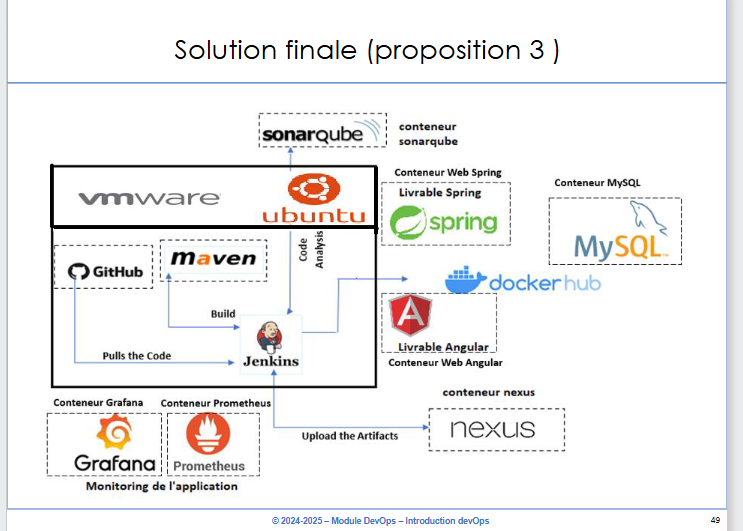 Solution finale (proposition 3 )
sonarqube
conteneur
sonarqube
vmware
ubuntu
Conteneur Web Spring
Livrable Spring
spring
Conteneur MySQL
MySQL
GitHub
maven
Code
Analysis
dockerhub
Build
Jenkins
Pulls the Code
Livrable Angular
Conteneur Web Angular
Conteneur Grafana
Conteneur Prometheus
Grafana
Prometheus
Monitoring de l'application
Upload the Artifacts
conteneur nexus
nexus
© 2024-2025 – Module DevOps – Introduction devOps
49